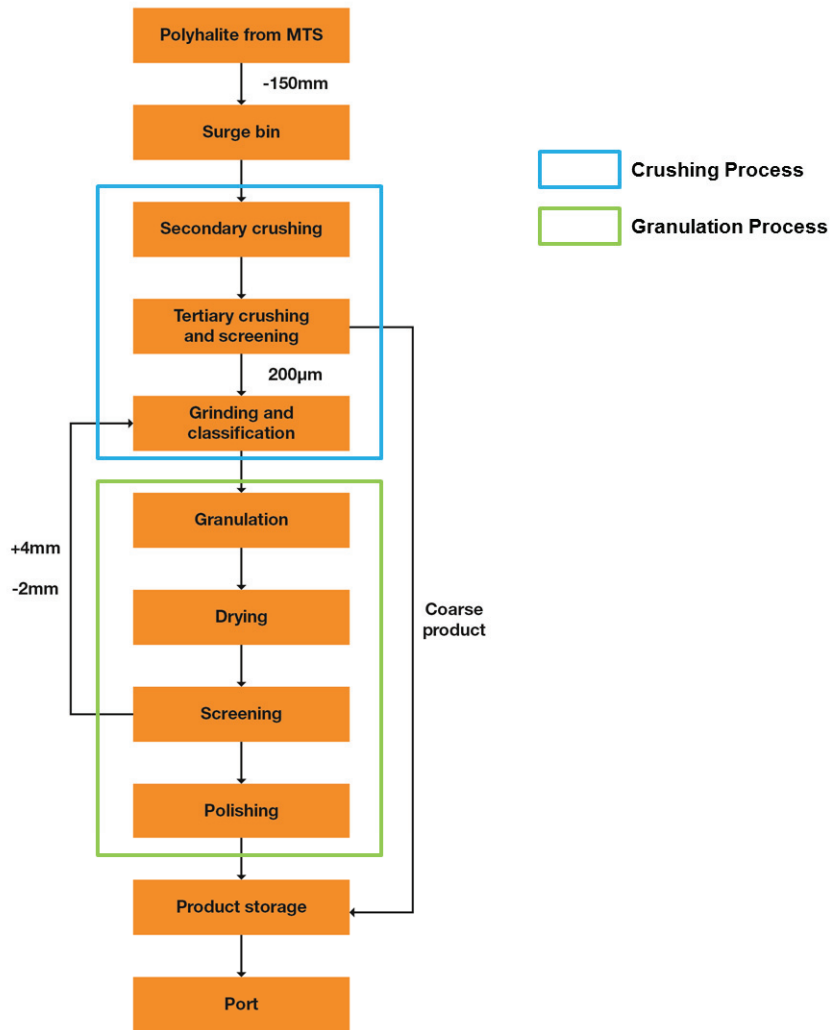 Polyhalite from MTS
-150mm
Surge bin
Crushing Process
Granulation Process
Secondary crushing
Tertiary crushing
and screening
200µm
Grinding and
classification
Granulation
+4mm
-2mm
Drying
Coarse
product
Screening
Polishing
Product storage
Port